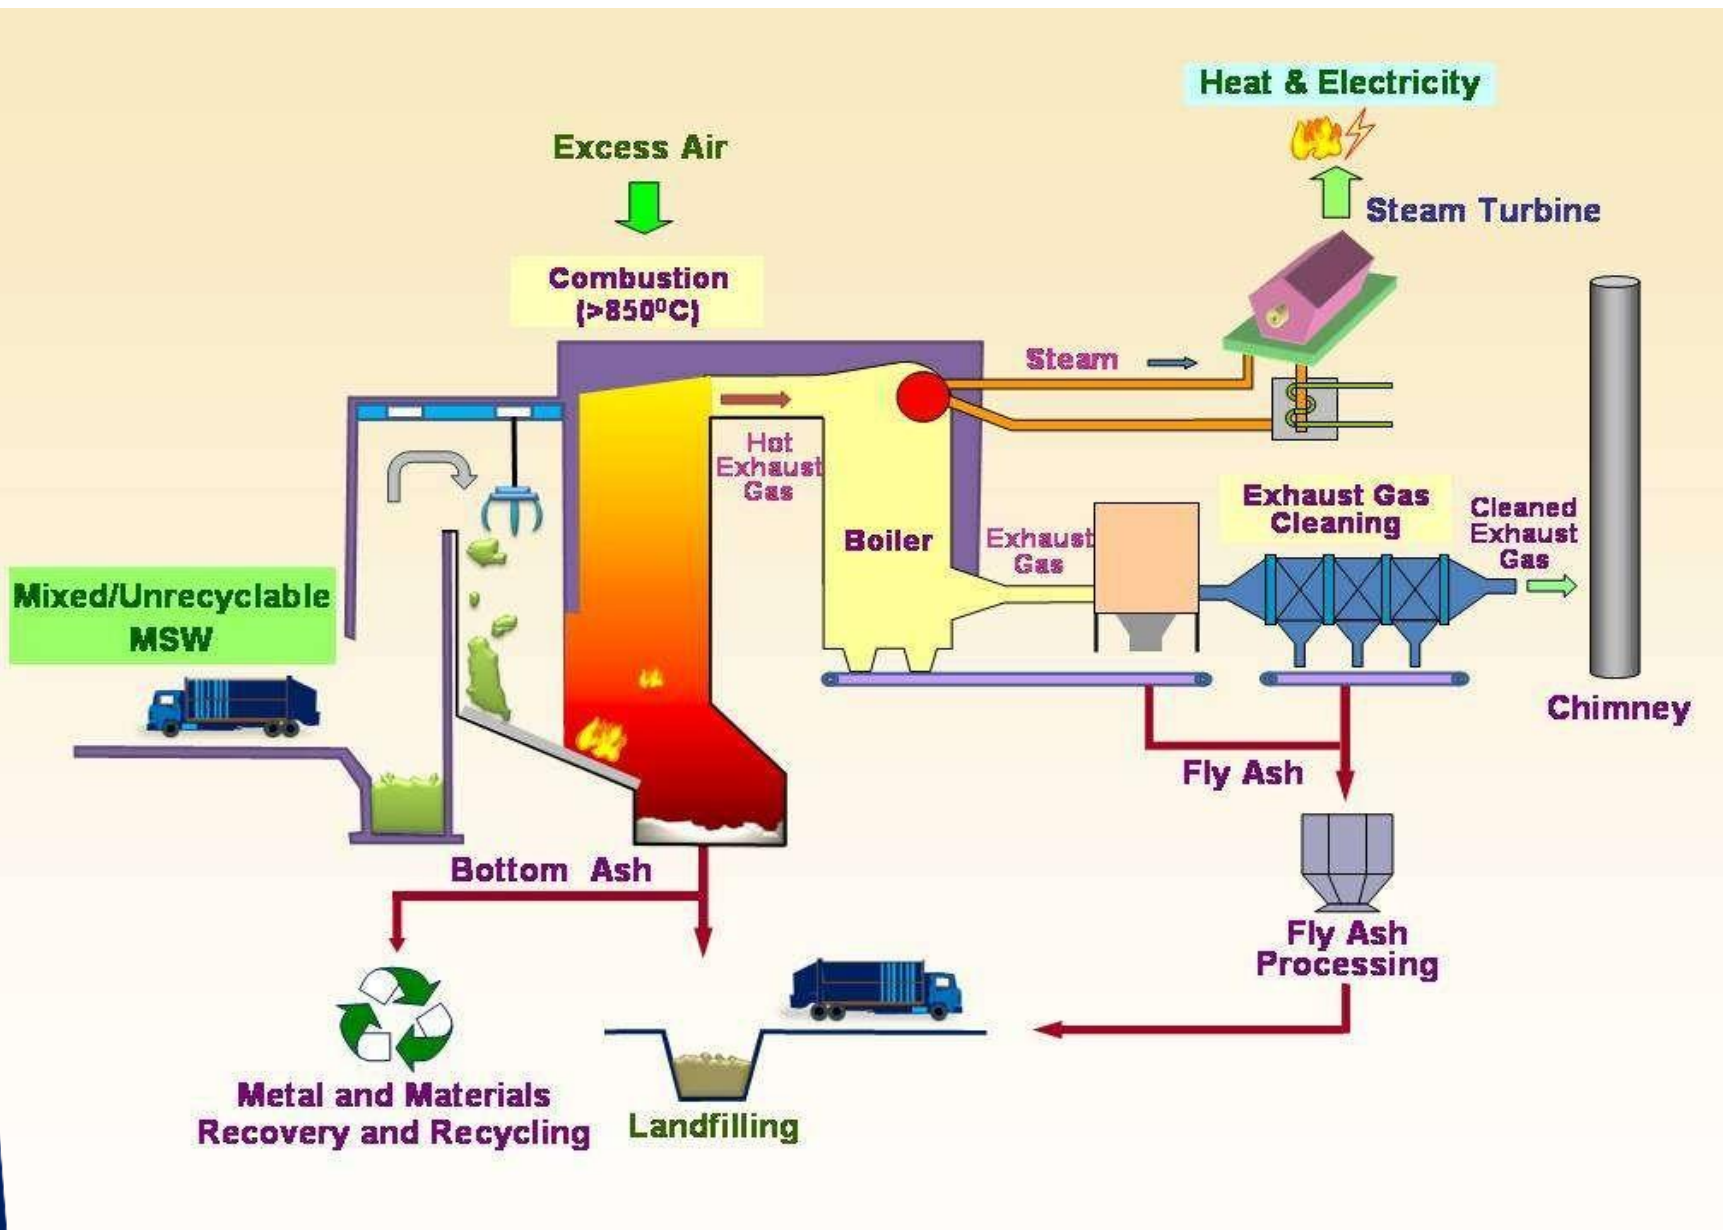 Heat & Electricity
Excess Air
Steam Turbine
Combustion
(>850⁰C)
Steam
Hot
Exhaust
Gas
Boiler
Exhaust
Gas
Exhaust Gas
Cleaning
Cleaned
Exhaust
Gas
Mixed/Unrecyclable
MSW
Chimney
Fly Ash
Bottom Ash
Fly Ash
Processing
Metal and Materials
Recovery and Recycling
Landfilling